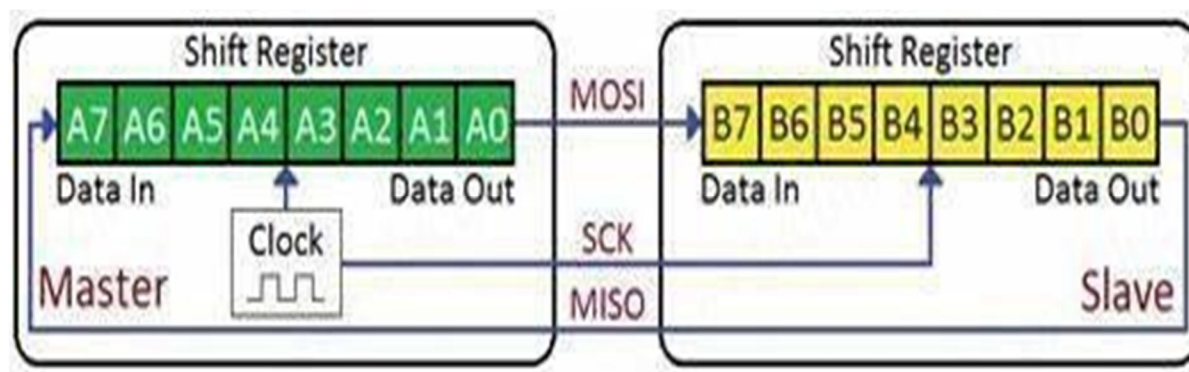 Shift Register
A7 A6 A5 A4 A3 A2 A1 A0
Data In Data Out
Clock
Master
MOSI
SCK
MISO
Shift Register
B7 B6 B5 B4 B3 B2 B1 B0
Data In Data Out
Slave